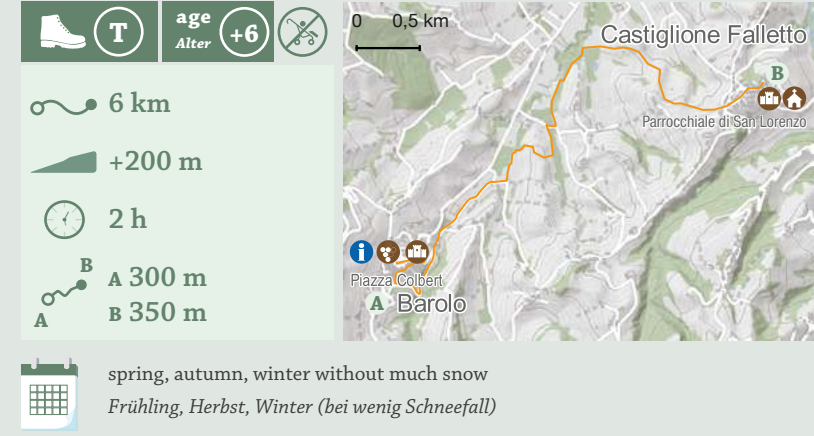 T
age
Alter
+6
6 km
+200 m
2 h
A
B
A 300 m
B 350 m
0 0,5 km
Castiglione Falletto
B
Parrocchiale di San Lorenzo
i
Piazza Colbert
A Barolo
spring, autumn, winter without much snow
Frühling, Herbst, Winter (bei wenig Schneefall)